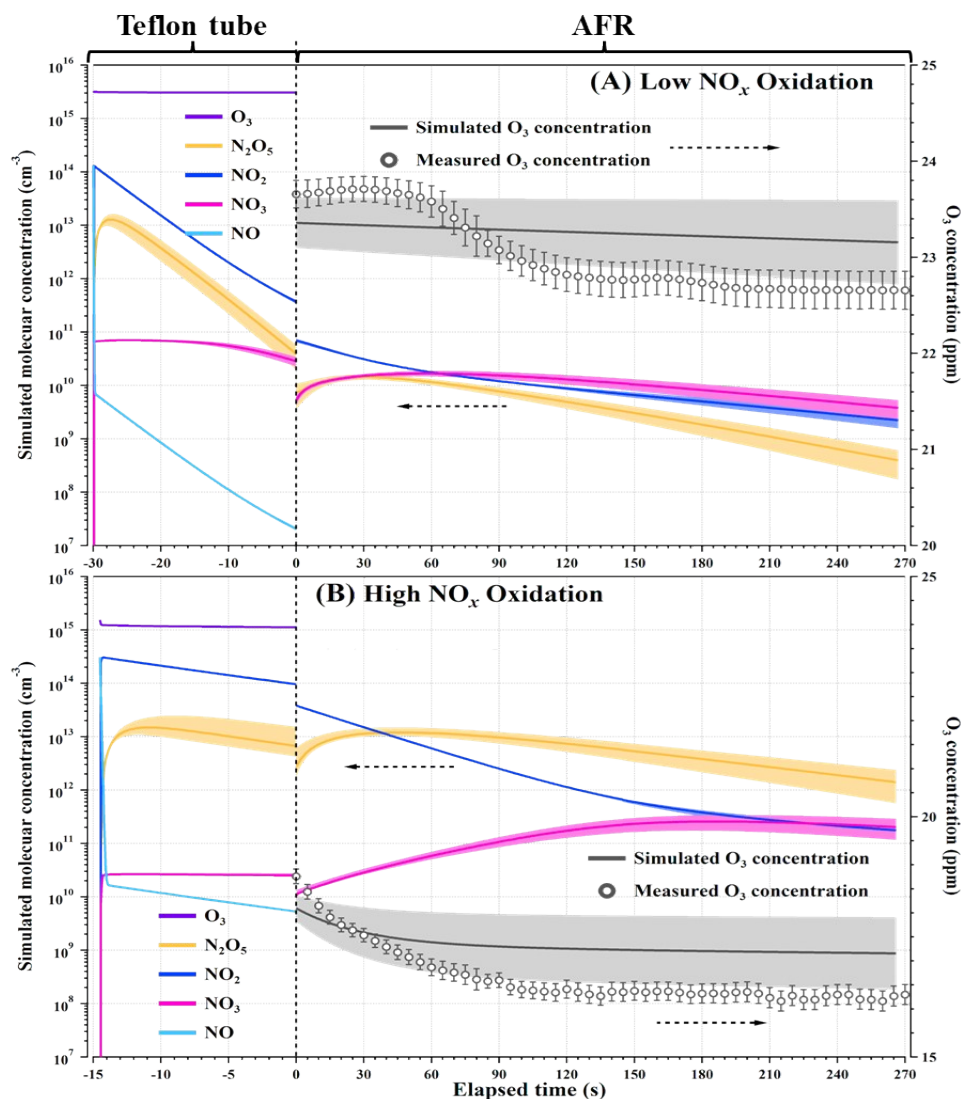 Teflon tube
AFR
(A) Low NOx Oxidation
Simulated molecuar concentration (cm-3)
10^16
10^15
10^14
10^13
10^12
10^11
10^10
10^9
10^8
10^7
O3
N2O5
NO2
NO3
NO
Simulated O3 concentration
Measured O3 concentration
25
24
23
22
21
20
O3 concentration (ppm)
-30 -20 -10 -5 0 30 60 90 120 150 180 210 240 270
(B) High NOx Oxidation
Simulated molecuar concentration (cm-3)
10^16
10^15
10^14
10^13
10^12
10^11
10^10
10^9
10^8
10^7
O3
N2O5
NO2
NO3
NO
Simulated O3 concentration
Measured O3 concentration
25
20
15
O3 concentration (ppm)
-15 -10 -5 0 30 60 90 120 150 180 210 240 270
Elapsed time (s)